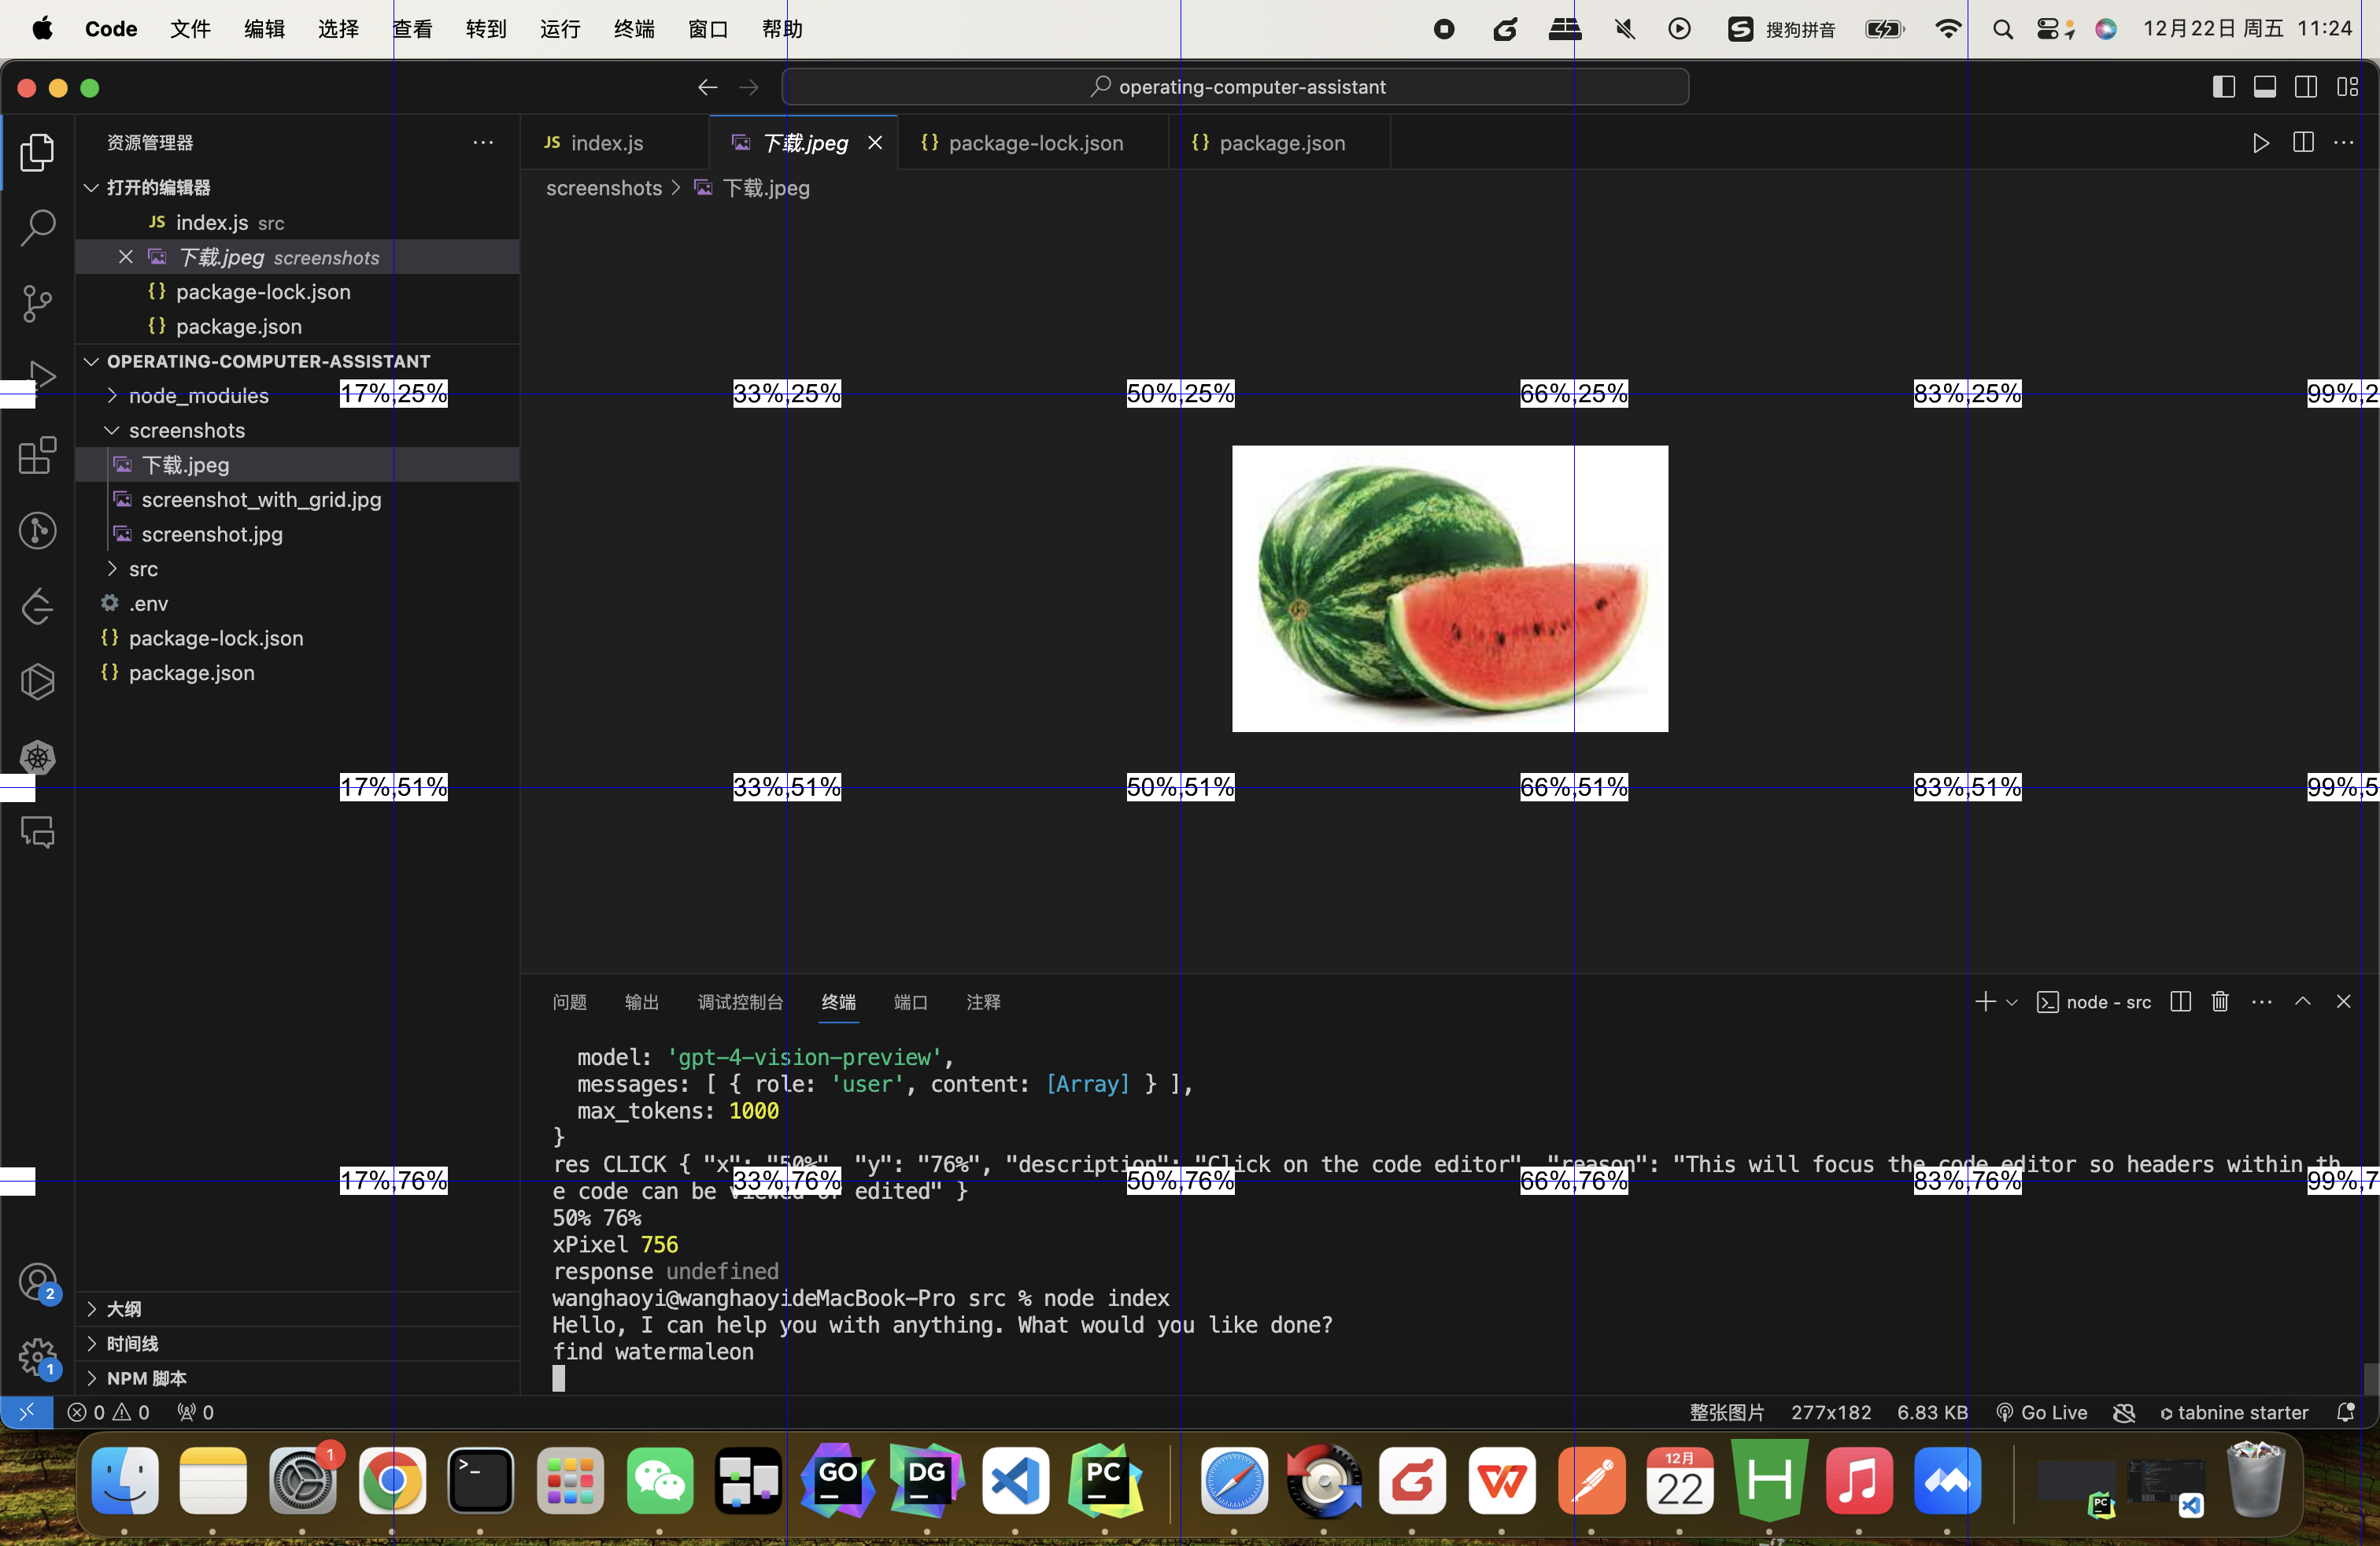 Code 文件 编辑 选择 查看 转到 运行 终端 窗口 帮助 搜狗拼音 12月22日 周五 11:24
operating-computer-assistant
资源管理器
打开的编辑器
JS index.js src
下载.jpeg screenshots
{} package-lock.json
{} package.json
OPERATING-COMPUTER-ASSISTANT
node_modules
screenshots
下载.jpeg
screenshot_with_grid.jpg
screenshot.jpg
src
.env
{} package-lock.json
{} package.json
大纲
时间线
NPM 脚本
2
1
JS index.js 下载.jpeg {} package-lock.json {} package.json
screenshots > 下载.jpeg
17%,25% 33%,25% 50%,25% 66%,25% 83%,25% 99%,2
17%,51% 33%,51% 50%,51% 66%,51% 83%,51% 99%,5
17%,76% 33%,76% 50%,76% 66%,76% 83%,76% 99%,7
问题 输出 调试控制台 终端 端口 注释 node - src
model: 'gpt-4-vision-preview',
messages: [ { role: 'user', content: [Array] } ],
max_tokens: 1000
}
res CLICK { "x": "50%", "y": "76%", "description": "Click on the code editor", "reason": "This will focus the code editor so headers within th
e code can be viewed or edited" }
50% 76%
xPixel 756
response undefined
wanghaoyi@wanghaoyideMacBook-Pro src % node index
Hello, I can help you with anything. What would you like done?
find watermaleon
0 0 0 整张图片 277x182 6.83 KB Go Live tabnine starter
1 >_ GO DG PC 12月 22 PC